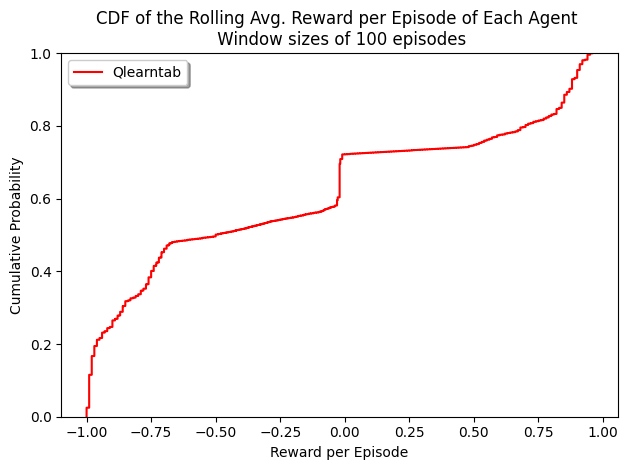 CDF of the Rolling Avg. Reward per Episode of Each Agent
Window sizes of 100 episodes
Qlearntab
1.0
0.8
0.6
0.4
0.2
0.0
Cumulative Probability
−1.00 −0.75 −0.50 −0.25 0.00 0.25 0.50 0.75 1.00
Reward per Episode